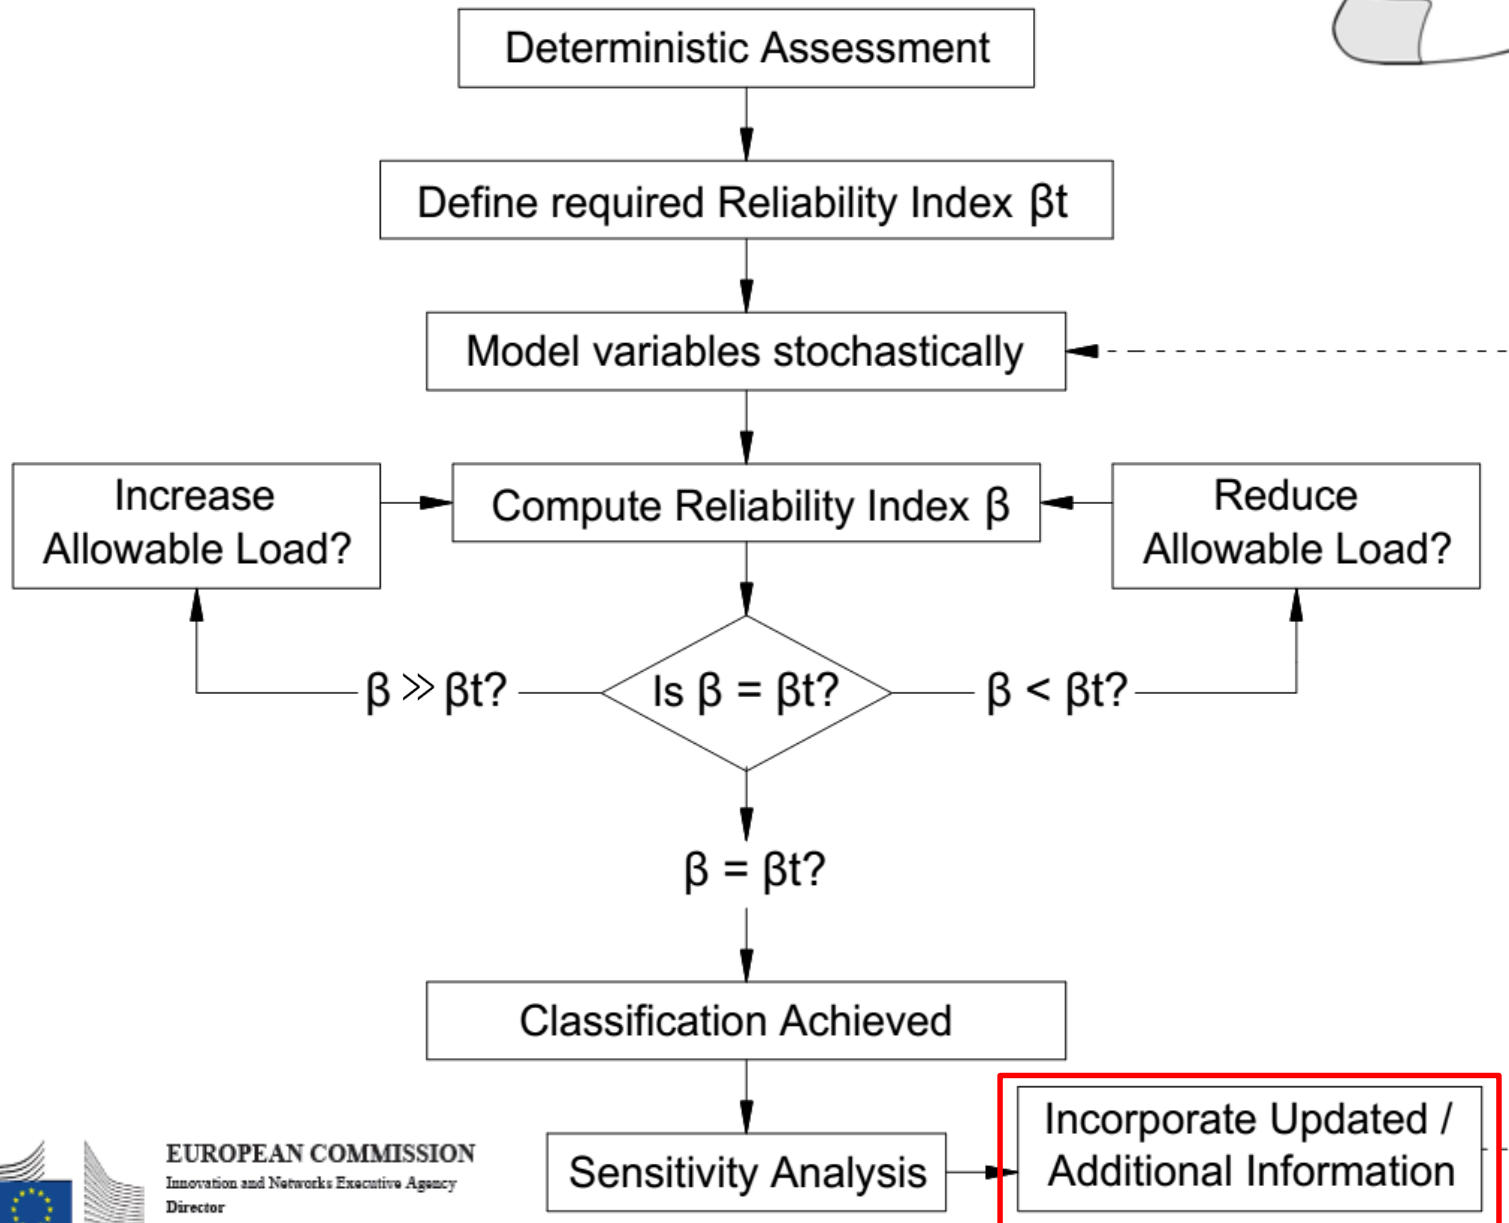 Deterministic Assessment
Define required Reliability Index βt
Model variables stochastically
Increase
Allowable Load?
Compute Reliability Index β
Reduce
Allowable Load?
β ≫ βt?
Is β = βt?
β < βt?
β = βt?
Classification Achieved
Sensitivity Analysis
Incorporate Updated /
Additional Information
EUROPEAN COMMISSION
Innovation and Networks Executive Agency
Director